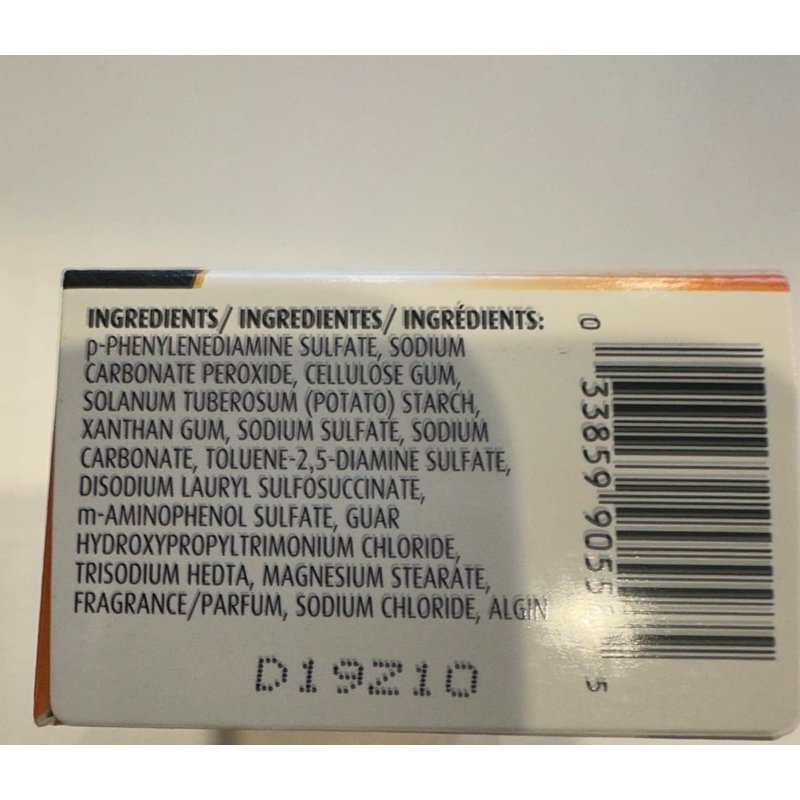 INGREDIENTS/ INGREDIENTES/ INGRÉDIENTS:
p-PHENYLENEDIAMINE SULFATE, SODIUM
CARBONATE PEROXIDE, CELLULOSE GUM,
SOLANUM TUBEROSUM (POTATO) STARCH,
XANTHAN GUM, SODIUM SULFATE, SODIUM
CARBONATE, TOLUENE-2,5-DIAMINE SULFATE,
DISODIUM LAURYL SULFOSUCCINATE,
m-AMINOPHENOL SULFATE, GUAR
HYDROXYPROPYLTRIMONIUM CHLORIDE,
TRISODIUM HEDTA, MAGNESIUM STEARATE,
FRAGRANCE/PARFUM, SODIUM CHLORIDE, ALGIN
D19Z10
0 33859 5